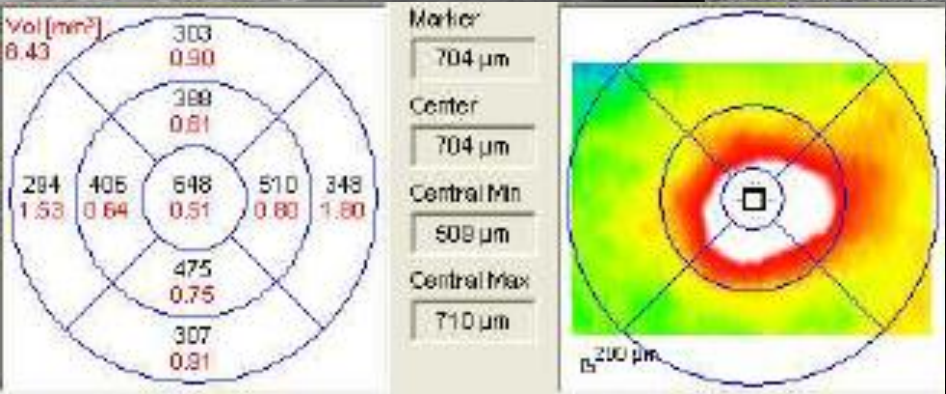 Vol [mm³]
8.43
303
0.90
388
0.61
294
1.53
406
0.64
648
0.51
510
0.80
348
1.80
475
0.75
307
0.91
Marker
704 µm
Center
704 µm
Central Min
509 µm
Central Max
710 µm
200 µm